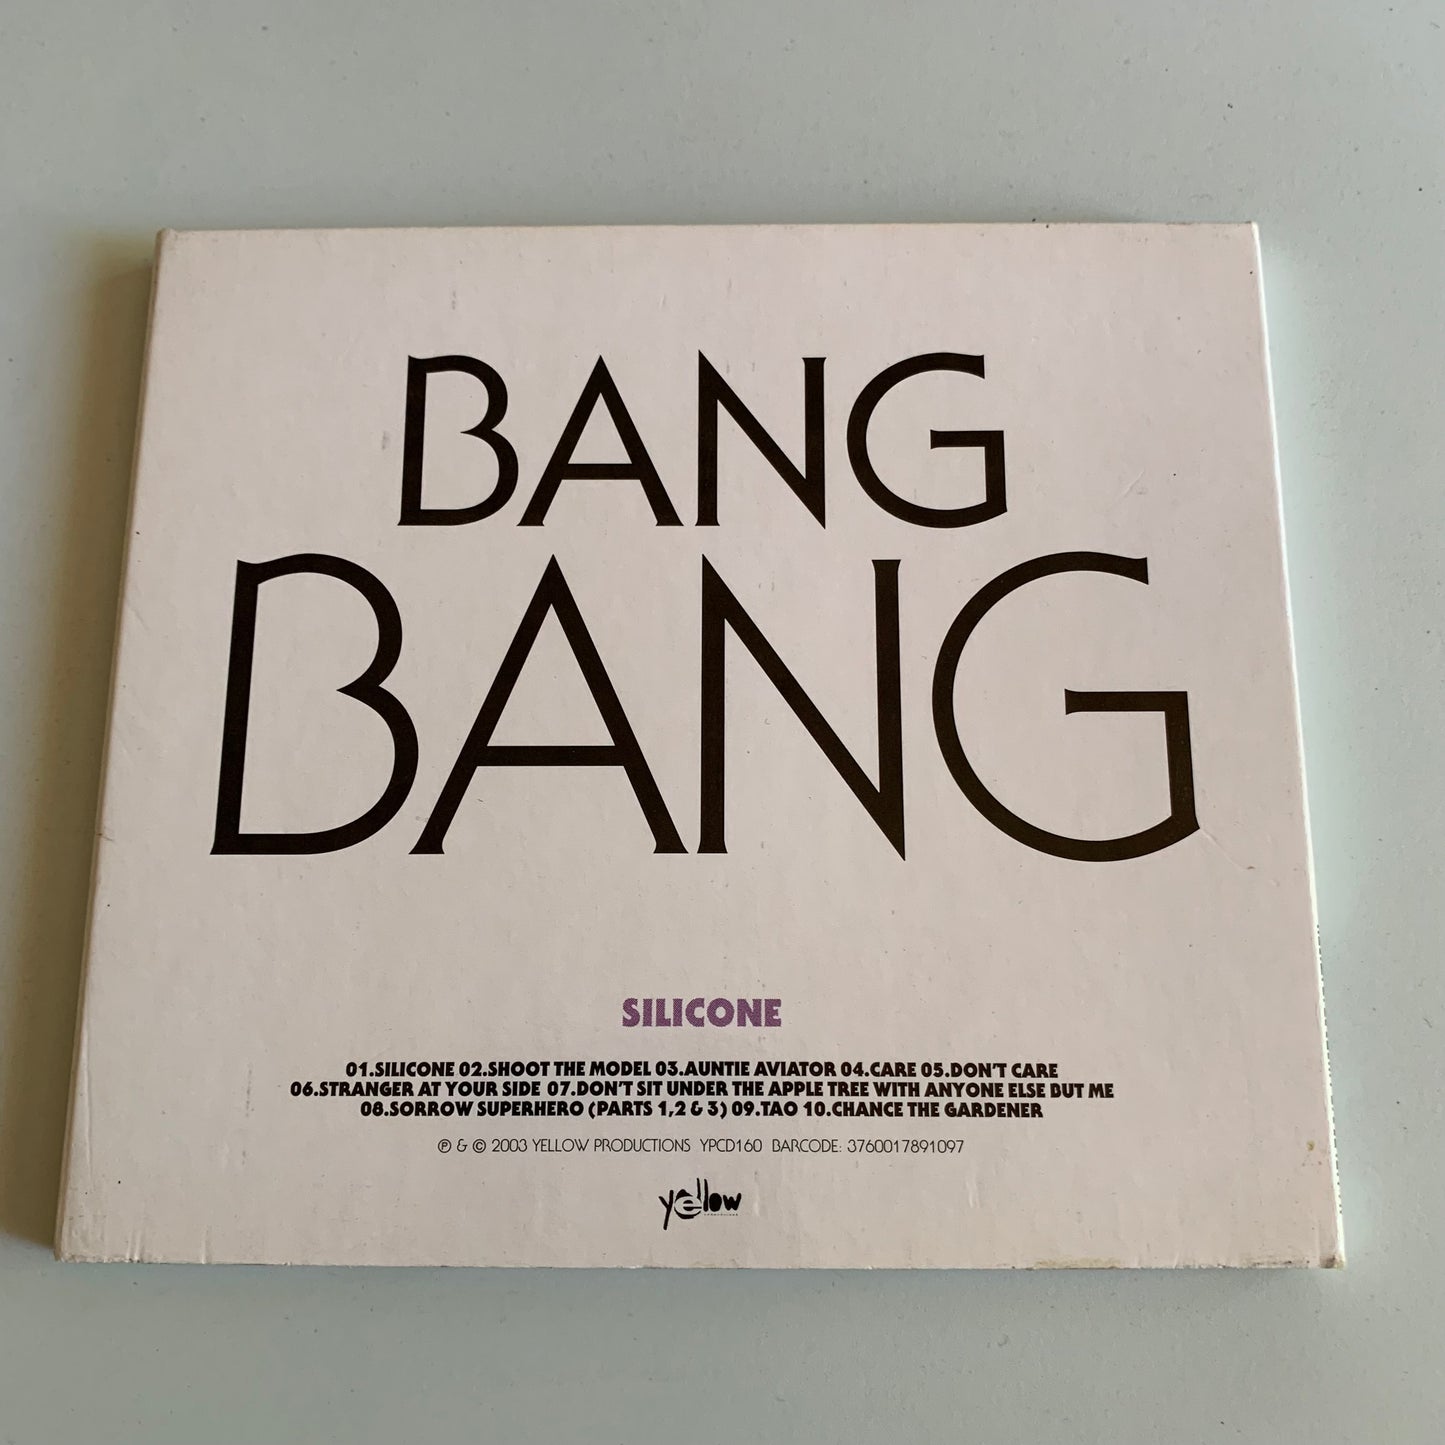 BANG
BANG
SILICONE
01.SILICONE 02.SHOOT THE MODEL 03.AUNTIE AVIATOR 04.CARE 05.DON'T CARE
06.STRANGER AT YOUR SIDE 07.DON'T SIT UNDER THE APPLE TREE WITH ANYONE ELSE BUT ME
08.SORROW SUPERHERO (PARTS 1,2 & 3) 09.TAO 10.CHANCE THE GARDENER
℗ & © 2003 YELLOW PRODUCTIONS YPCD160 BARCODE: 3760017891097
yellow